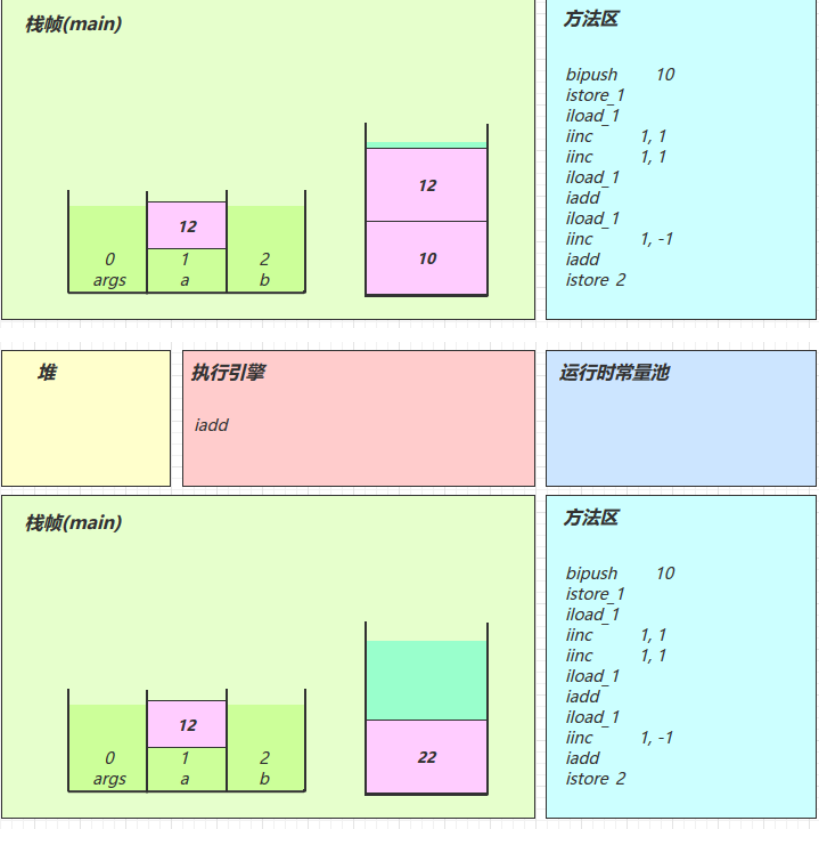 栈帧(main)
12
0 1 2
args a b
12
10
方法区
bipush 10
istore_1
iload_1
iinc 1, 1
iinc 1, 1
iload_1
iadd
iload_1
iinc 1, -1
iadd
istore 2
堆
执行引擎
iadd
运行时常量池
栈帧(main)
12
0 1 2
args a b
22
方法区
bipush 10
istore_1
iload_1
iinc 1, 1
iinc 1, 1
iload_1
iadd
iload_1
iinc 1, -1
iadd
istore 2